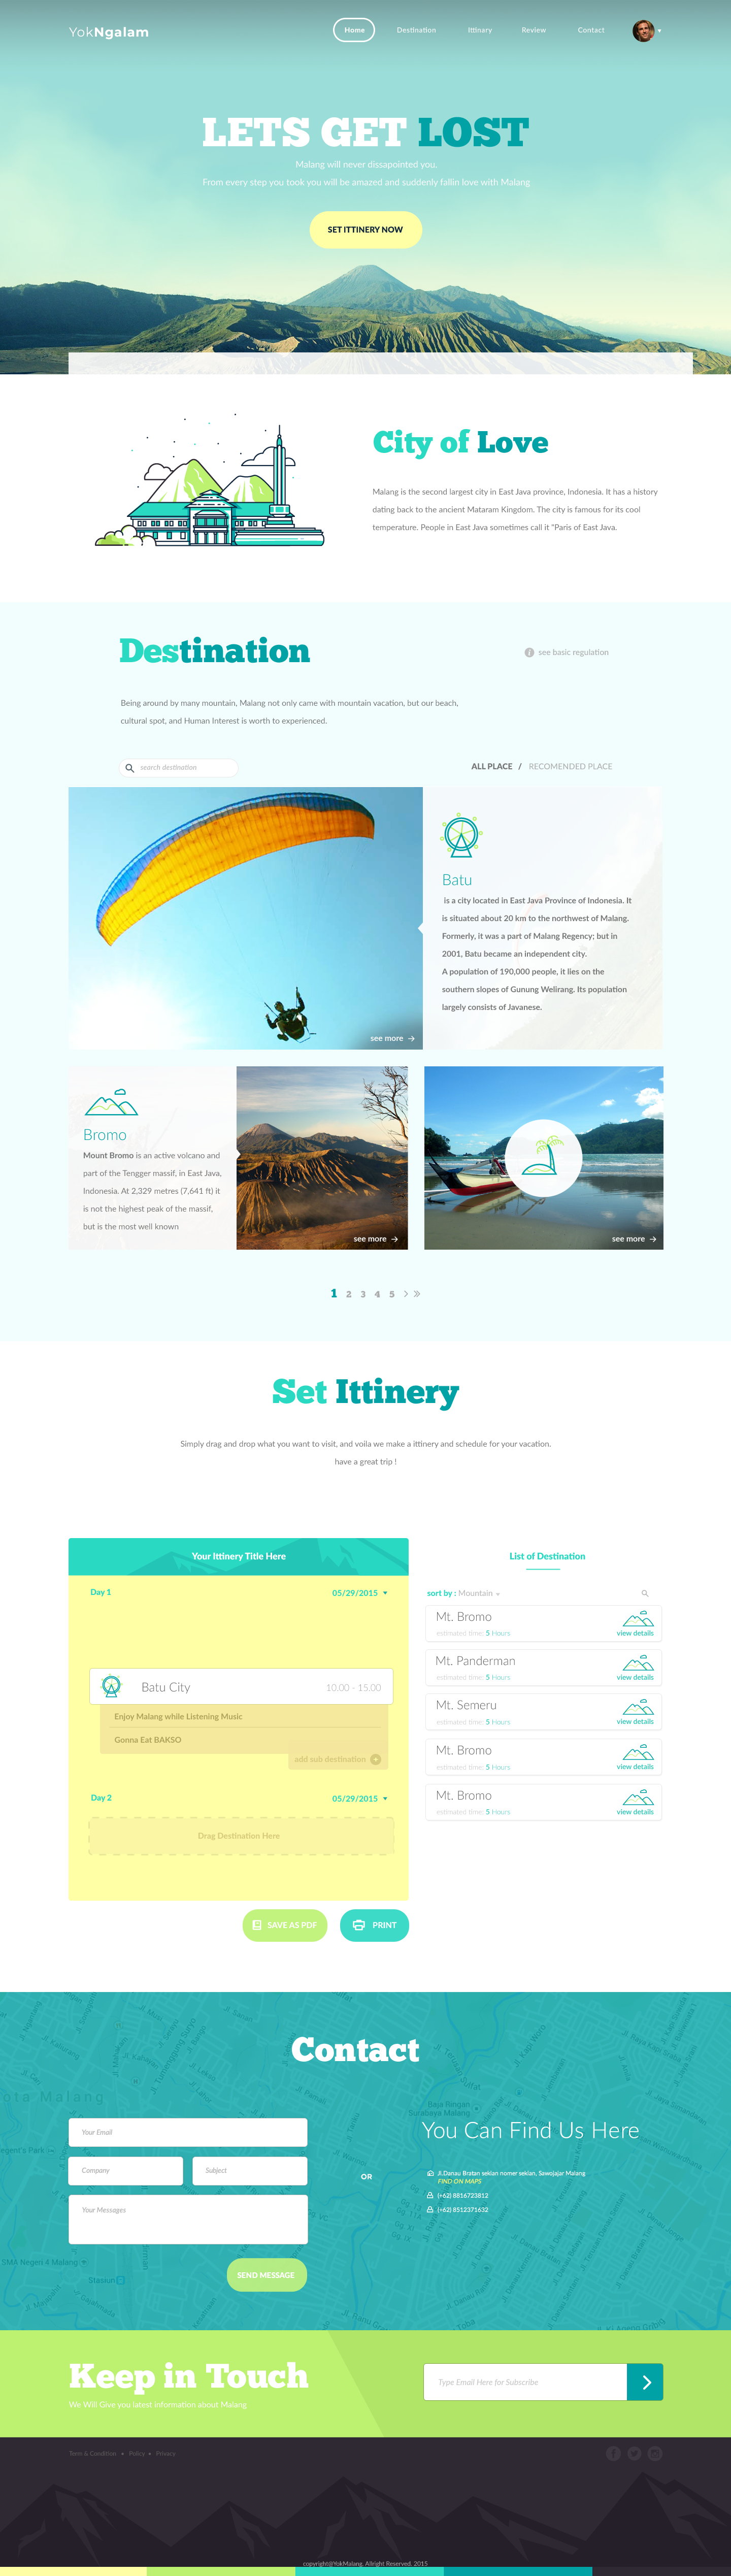 YokNgalam
Home Destination Ittinary Review Contact
LETS GET LOST
Malang will never dissapointed you.
From every step you took you will be amazed and suddenly fallin love with Malang
SET ITTINERY NOW
City of Love
Malang is the second largest city in East Java province, Indonesia. It has a history
dating back to the ancient Mataram Kingdom. The city is famous for its cool
temperature. People in East Java sometimes call it "Paris of East Java.
Destination
see basic regulation
Being around by many mountain, Malang not only came with mountain vacation, but our beach,
cultural spot, and Human Interest is worth to experienced.
search destination
ALL PLACE / RECOMENDED PLACE
Batu
is a city located in East Java Province of Indonesia. It
is situated about 20 km to the northwest of Malang.
Formerly, it was a part of Malang Regency; but in
2001, Batu became an independent city.
A population of 190,000 people, it lies on the
southern slopes of Gunung Welirang. Its population
largely consists of Javanese.
see more
Bromo
Mount Bromo is an active volcano and
part of the Tengger massif, in East Java,
Indonesia. At 2,329 metres (7,641 ft) it
is not the highest peak of the massif,
but is the most well known
see more
see more
1 2 3 4 5
Set Ittinery
Simply drag and drop what you want to visit, and voila we make a ittinery and schedule for your vacation.
have a great trip !
Your Ittinery Title Here
Day 1 05/29/2015
Batu City 10.00 - 15.00
Enjoy Malang while Listening Music
Gonna Eat BAKSO
add sub destination
Day 2 05/29/2015
Drag Destination Here
SAVE AS PDF
PRINT
List of Destination
sort by : Mountain
Mt. Bromo
estimated time: 5 Hours view details
Mt. Panderman
estimated time: 5 Hours view details
Mt. Semeru
estimated time: 5 Hours view details
Mt. Bromo
estimated time: 5 Hours view details
Mt. Bromo
estimated time: 5 Hours view details
Contact
Your Email
Company
Subject
Your Messages
SEND MESSAGE
OR
You Can Find Us Here
Jl.Danau Bratan sekian nomer sekian, Sawojajar Malang
FIND ON MAPS
(+62) 8816723812
(+62) 8512371632
ota Malang
SMA Negeri 4 Malang
Stasiun
Keep in Touch
We Will Give you latest information about Malang
Type Email Here for Subscribe
Term & Condition Policy Privacy
copyright@YokMalang. Allright Reserved. 2015